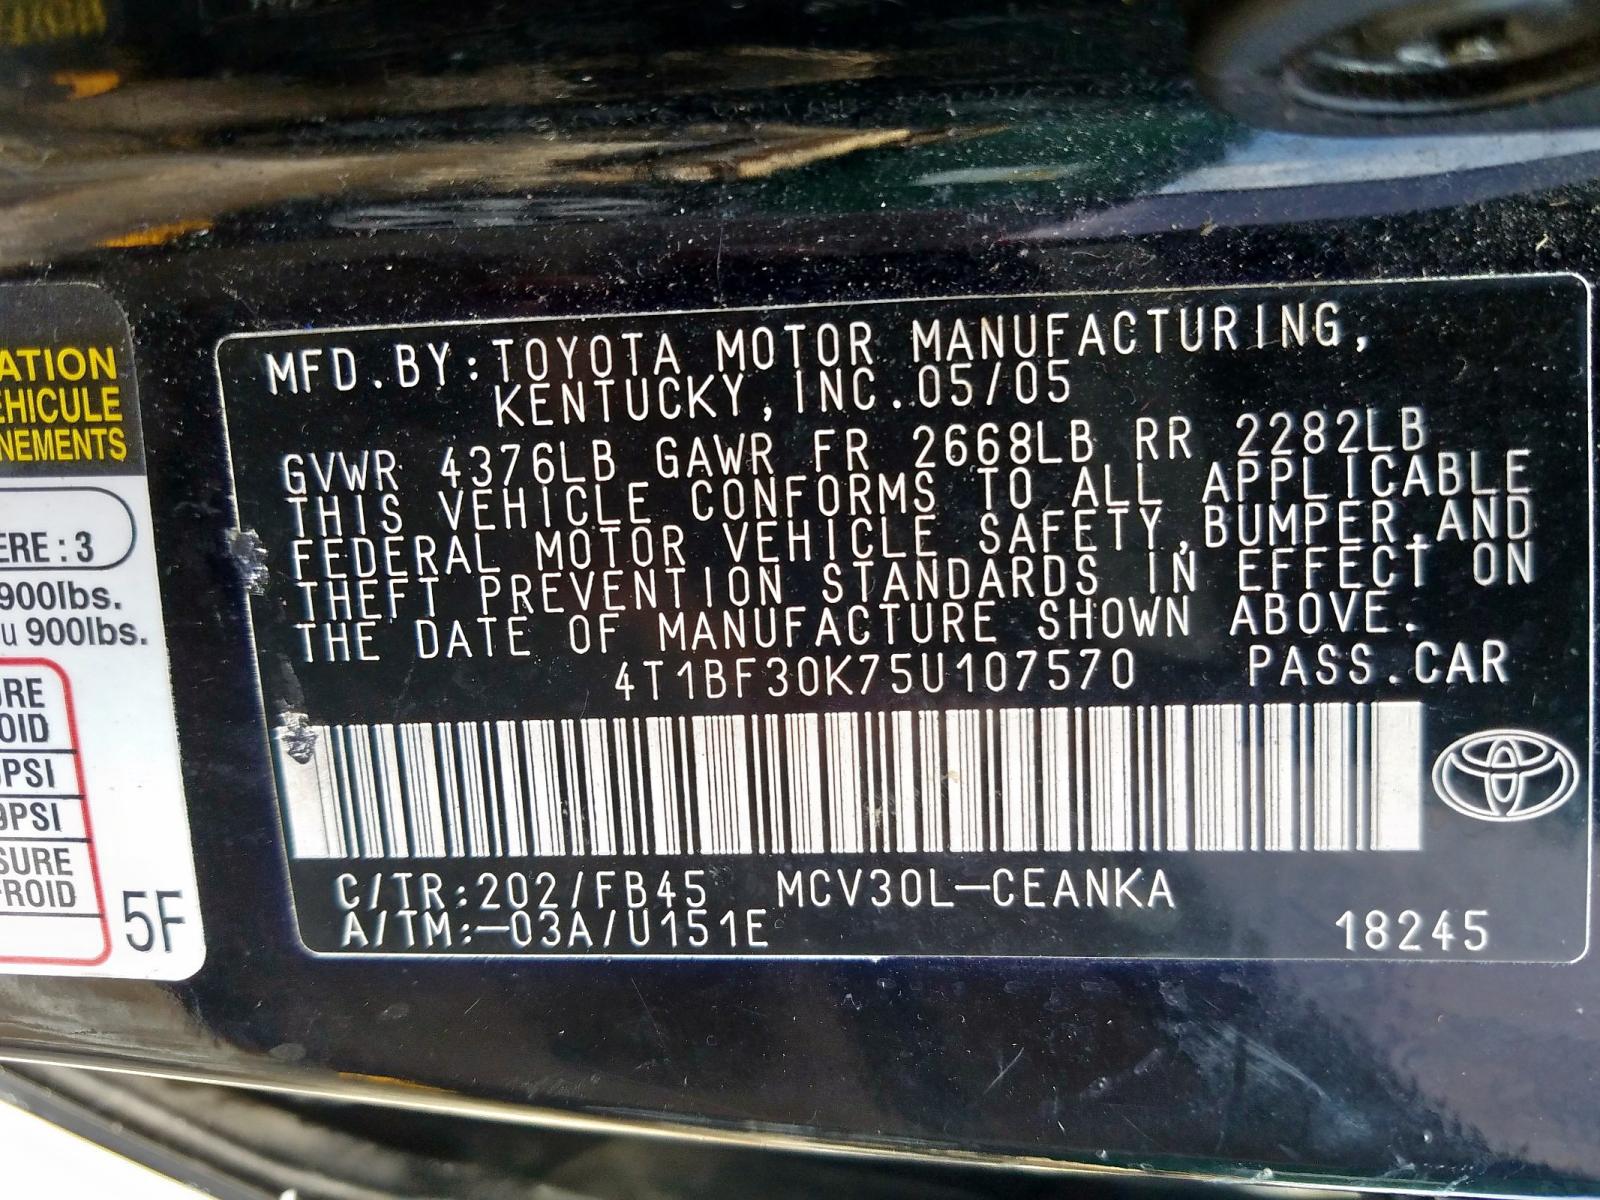 ATION
EHICULE
NEMENTS
ERE : 3
900lbs.
u 900lbs.
URE
OID
PSI
9PSI
SURE
FROID
5F
MFD.BY:TOYOTA MOTOR MANUFACTURING,
KENTUCKY,INC.05/05
GVWR 4376LB GAWR FR 2668LB RR 2282LB
THIS VEHICLE CONFORMS TO ALL APPLICABLE
FEDERAL MOTOR VEHICLE SAFETY,BUMPER,AND
THEFT PREVENTION STANDARDS IN EFFECT ON
THE DATE OF MANUFACTURE SHOWN ABOVE.
4T1BF30K75U107570 PASS.CAR
C/TR:202/FB45 MCV30L-CEANKA
A/TM:-03A/U151E 18245